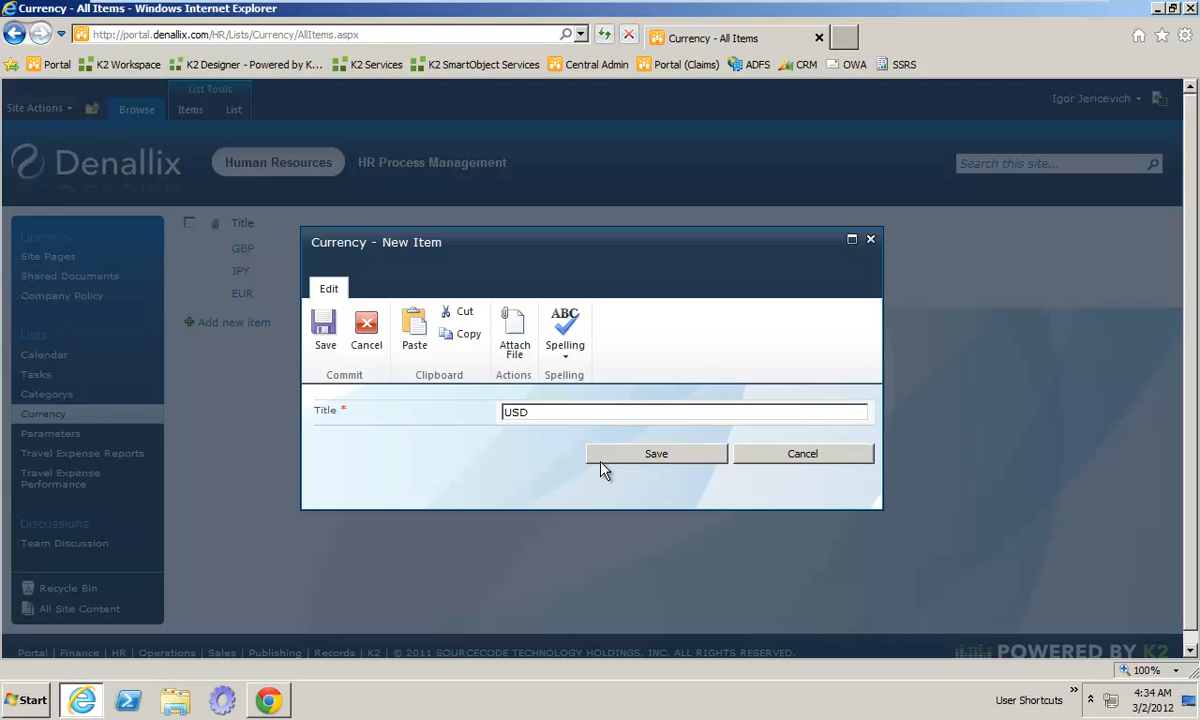 Currency - All Items - Windows Internet Explorer
http://portal.denallix.com/HR/Lists/Currency/AllItems.aspx
Currency - All Items
Portal
K2 Workspace
K2 Designer - Powered by K...
K2 Services
K2 SmartObject Services
Central Admin
Portal (Claims)
ADFS
CRM
OWA
SSRS
List Tools
Site Actions
Browse
Items
List
Igor Jericevich
Denallix
Human Resources
HR Process Management
Search this site...
Libraries
Site Pages
Shared Documents
Company Policy
Lists
Calendar
Tasks
Categorys
Currency
Parameters
Travel Expense Reports
Travel Expense
Performance
Discussions
Team Discussion
Recycle Bin
All Site Content
Title
GBP
JPY
EUR
Add new item
Currency - New Item
Edit
Save
Cancel
Paste
Cut
Copy
Attach
File
ABC
Spelling
Commit
Clipboard
Actions
Spelling
Title *
USD
Save
Cancel
Portal | Finance | HR | Operations | Sales | Publishing | Records | K2 | © 2011 SOURCECODE TECHNOLOGY HOLDINGS, INC. ALL RIGHTS RESERVED.
POWERED BY K2
100%
Start
User Shortcuts
4:34 AM
3/2/2012